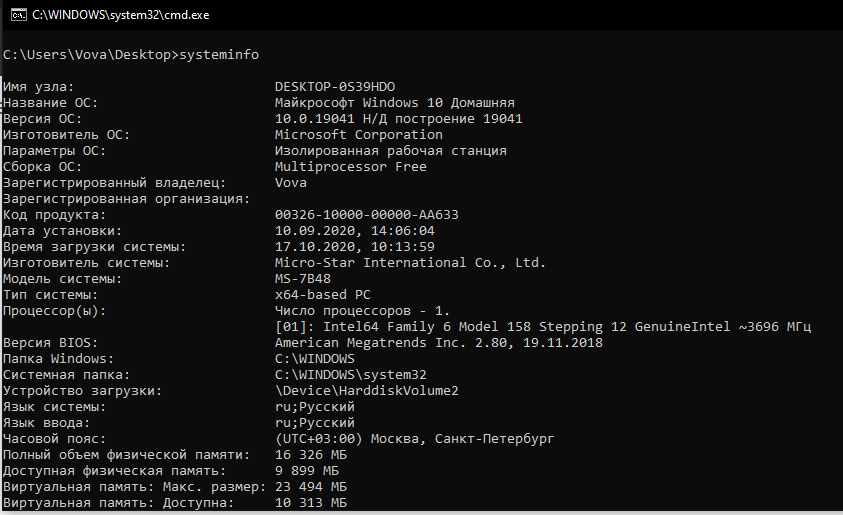 C:\WINDOWS\system32\cmd.exe
C:\Users\Vova\Desktop>systeminfo
Имя узла: DESKTOP-0S39HDO
Название ОС: Майкрософт Windows 10 Домашняя
Версия ОС: 10.0.19041 Н/Д построение 19041
Изготовитель ОС: Microsoft Corporation
Параметры ОС: Изолированная рабочая станция
Сборка ОС: Multiprocessor Free
Зарегистрированный владелец: Vova
Зарегистрированная организация:
Код продукта: 00326-10000-00000-AA633
Дата установки: 10.09.2020, 14:06:04
Время загрузки системы: 17.10.2020, 10:13:59
Изготовитель системы: Micro-Star International Co., Ltd.
Модель системы: MS-7B48
Тип системы: x64-based PC
Процессор(ы): Число процессоров - 1.
[01]: Intel64 Family 6 Model 158 Stepping 12 GenuineIntel ~3696 МГц
Версия BIOS: American Megatrends Inc. 2.80, 19.11.2018
Папка Windows: C:\WINDOWS
Системная папка: C:\WINDOWS\system32
Устройство загрузки: \Device\HarddiskVolume2
Язык системы: ru;Русский
Язык ввода: ru;Русский
Часовой пояс: (UTC+03:00) Москва, Санкт-Петербург
Полный объем физической памяти: 16 326 МБ
Доступная физическая память: 9 899 МБ
Виртуальная память: Макс. размер: 23 494 МБ
Виртуальная память: Доступна: 10 313 МБ